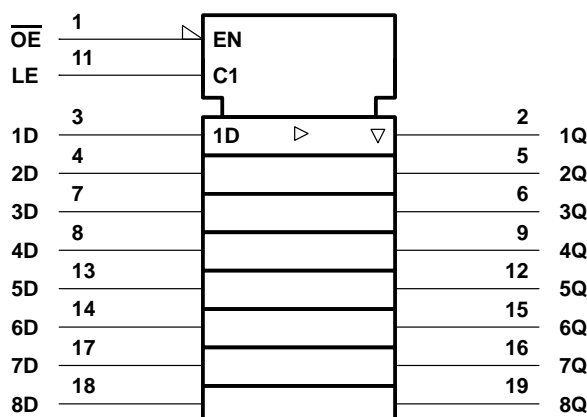 1
O̅E̅ EN
11
LE C1
3 2
1D 1D 1Q
4 5
2D 2Q
7 6
3D 3Q
8 9
4D 4Q
13 12
5D 5Q
14 15
6D 6Q
17 16
7D 7Q
18 19
8D 8Q